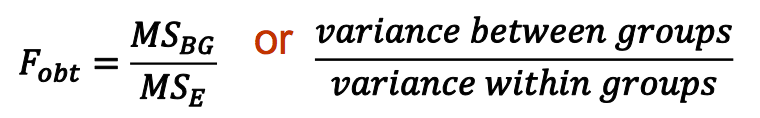 F_obt = MS_BG / MS_E or variance between groups / variance within groups